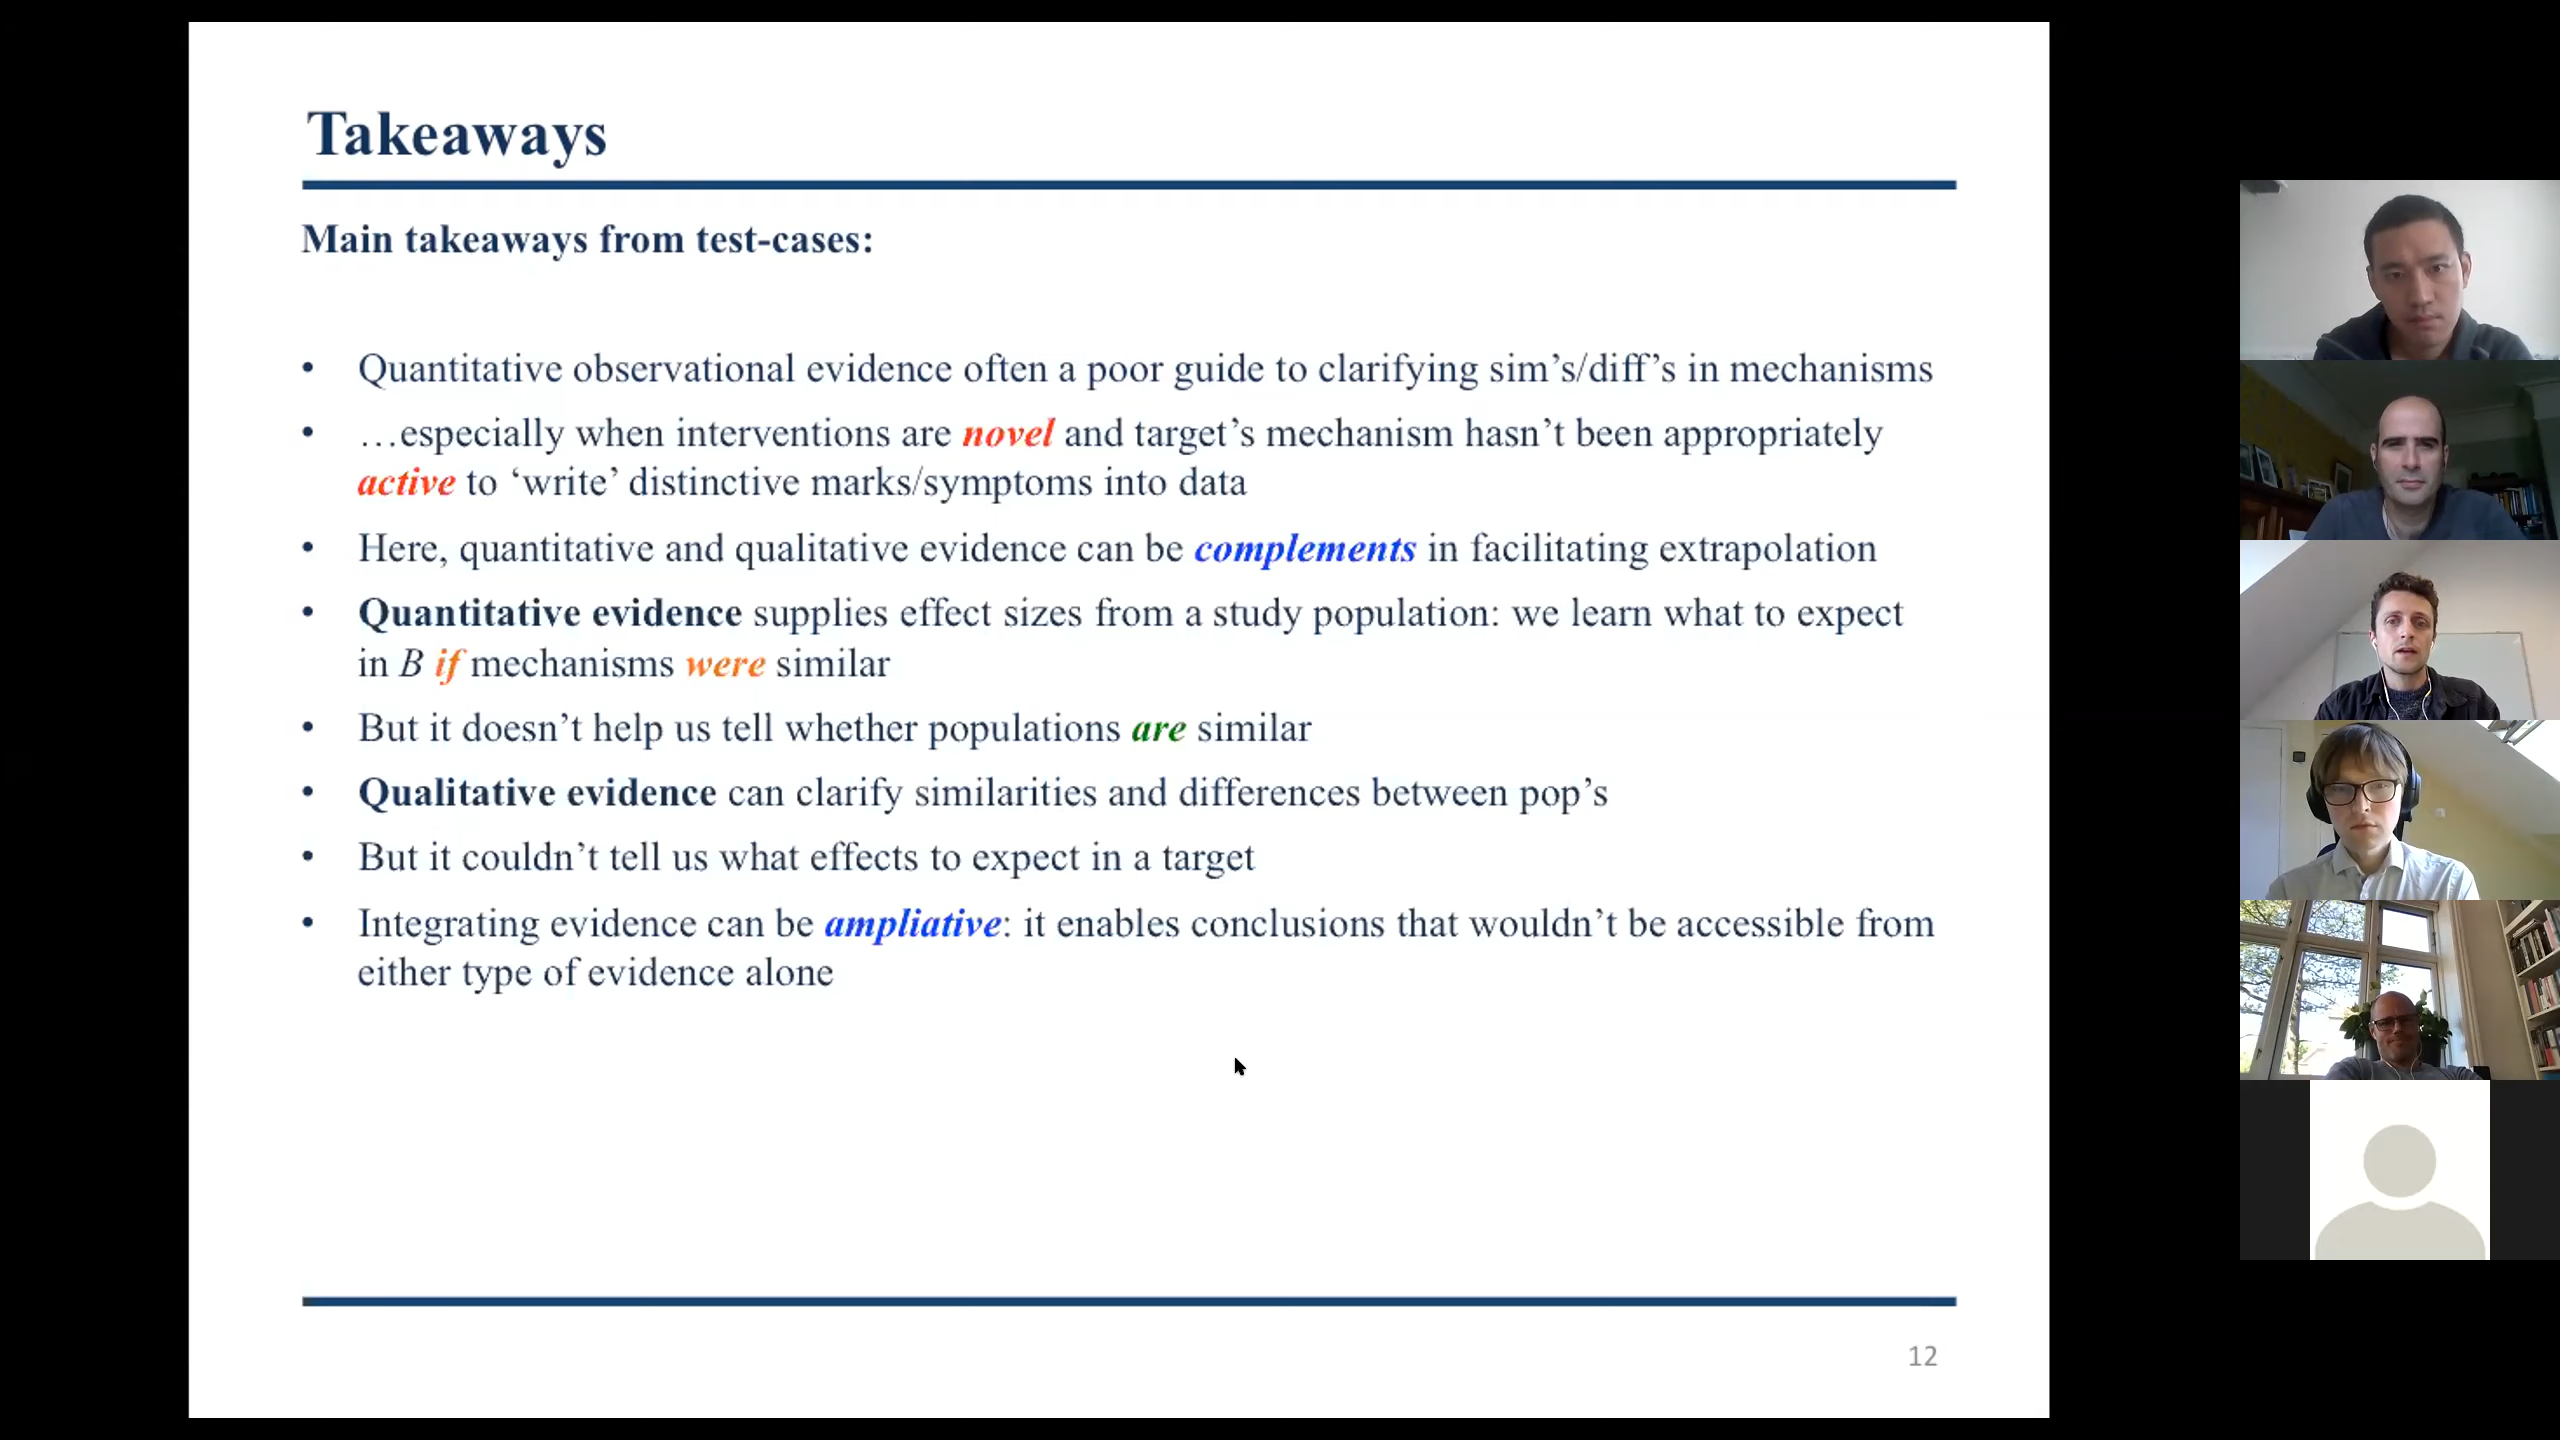 Takeaways
Main takeaways from test-cases:
• Quantitative observational evidence often a poor guide to clarifying sim’s/diff’s in mechanisms
• …especially when interventions are novel and target’s mechanism hasn’t been appropriately
active to ‘write’ distinctive marks/symptoms into data
• Here, quantitative and qualitative evidence can be complements in facilitating extrapolation
• Quantitative evidence supplies effect sizes from a study population: we learn what to expect
in B if mechanisms were similar
• But it doesn’t help us tell whether populations are similar
• Qualitative evidence can clarify similarities and differences between pop’s
• But it couldn’t tell us what effects to expect in a target
• Integrating evidence can be ampliative: it enables conclusions that wouldn’t be accessible from
either type of evidence alone
12